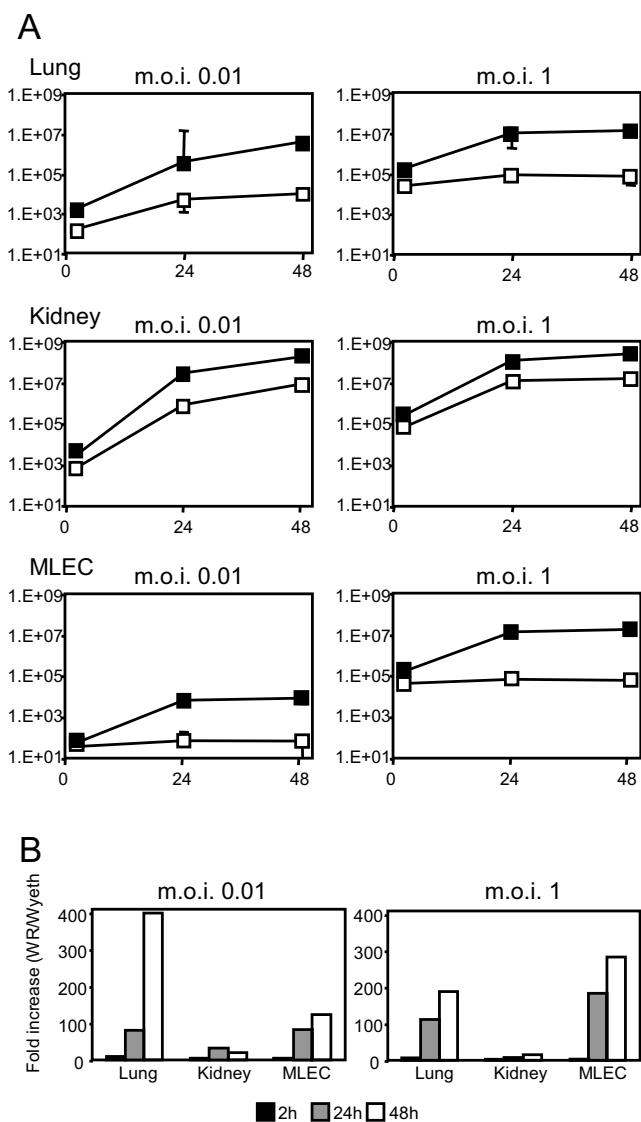 A
Lung
m.o.i. 0.01
m.o.i. 1
1.E+09
1.E+07
1.E+05
1.E+03
1.E+01
0
24
48
1.E+09
1.E+07
1.E+05
1.E+03
1.E+01
0
24
48
Kidney
m.o.i. 0.01
m.o.i. 1
1.E+09
1.E+07
1.E+05
1.E+03
1.E+01
0
24
48
1.E+09
1.E+07
1.E+05
1.E+03
1.E+01
0
24
48
MLEC
m.o.i. 0.01
m.o.i. 1
1.E+09
1.E+07
1.E+05
1.E+03
1.E+01
0
24
48
1.E+09
1.E+07
1.E+05
1.E+03
1.E+01
0
24
48
B
m.o.i. 0.01
m.o.i. 1
Fold increase (WR/Wyeth
400
300
200
100
0
Lung Kidney MLEC
400
300
200
100
0
Lung Kidney MLEC
2h 24h 48h